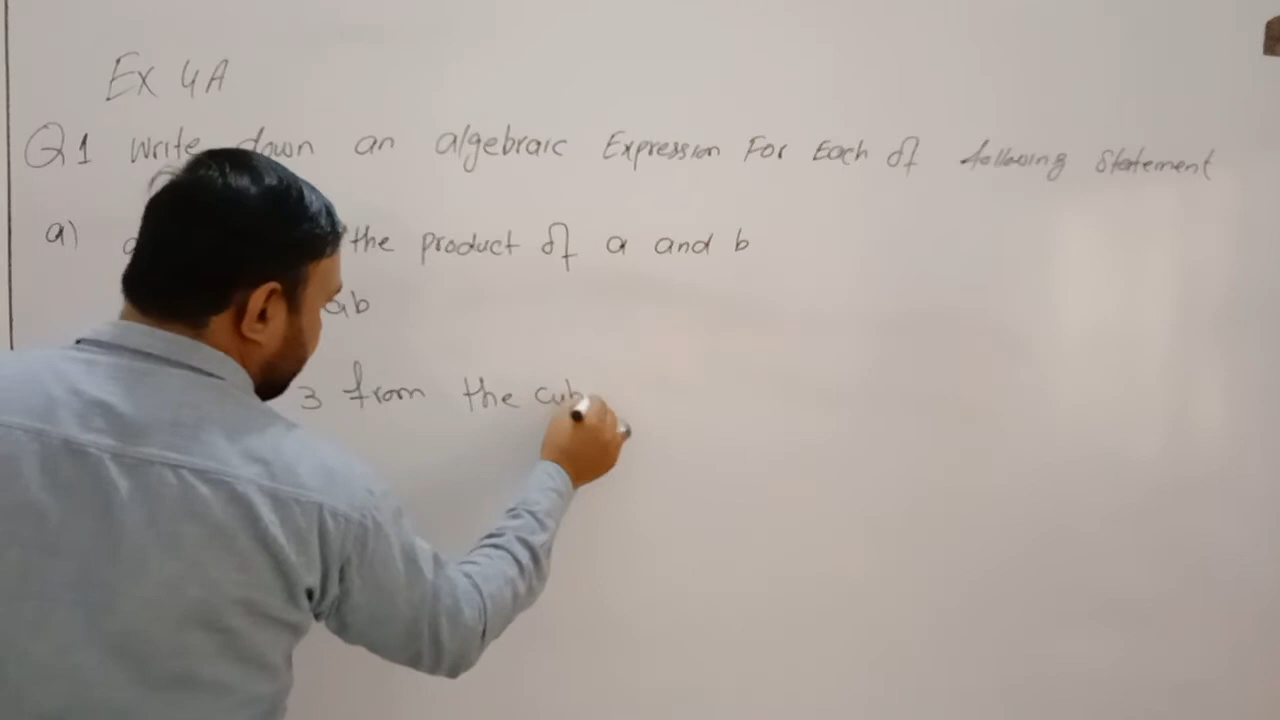 Ex 4A
Q1 Write down an algebraic Expression For Each of following Statement
a) the product of a and b
ab
3 from the cub